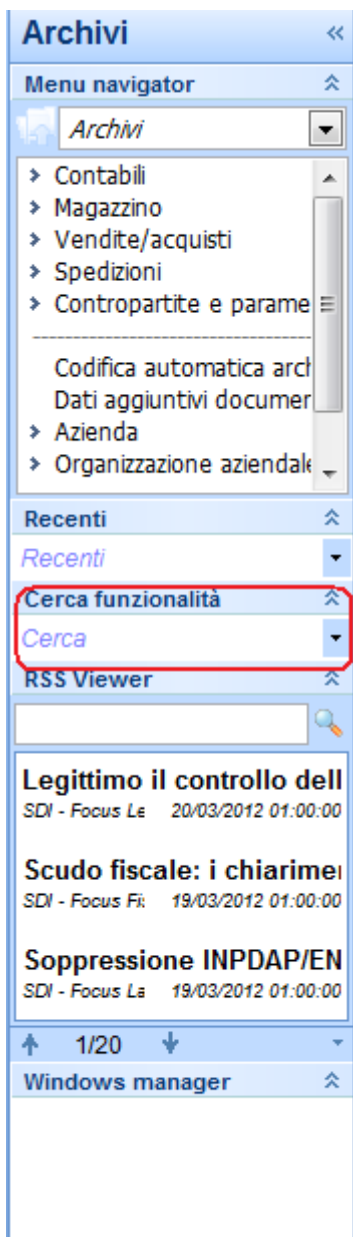 Archivi
Menu navigator
Archivi
Contabili
Magazzino
Vendite/acquisti
Spedizioni
Contropartite e parame
Codifica automatica arch
Dati aggiuntivi documer
Azienda
Organizzazione aziendale
Recenti
Recenti
Cerca funzionalità
Cerca
RSS Viewer
Legittimo il controllo dell
SDI - Focus La 20/03/2012 01:00:00
Scudo fiscale: i chiarimei
SDI - Focus Fi: 19/03/2012 01:00:00
Soppressione INPDAP/EN
SDI - Focus La 19/03/2012 01:00:00
1/20
Windows manager